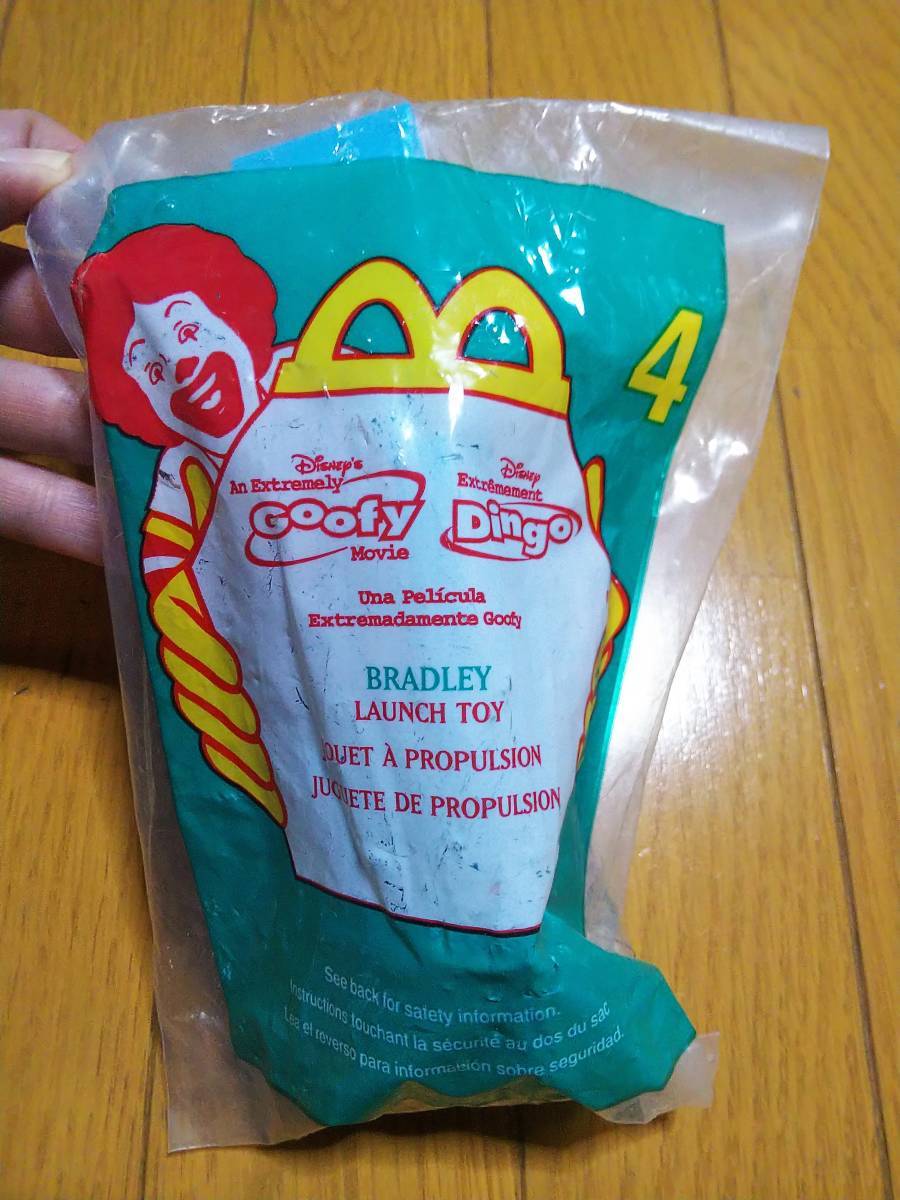 4
Disney's
An Extremely
Goofy
Movie
Disney
Extrêmement
Dingo
Una Película
Extremadamente Goofy
BRADLEY
LAUNCH TOY
JOUET À PROPULSION
JUGUETE DE PROPULSION
See back for safety information.
Instructions touchant la sécurité au dos du sac
Lea el reverso para información sobre seguridad.